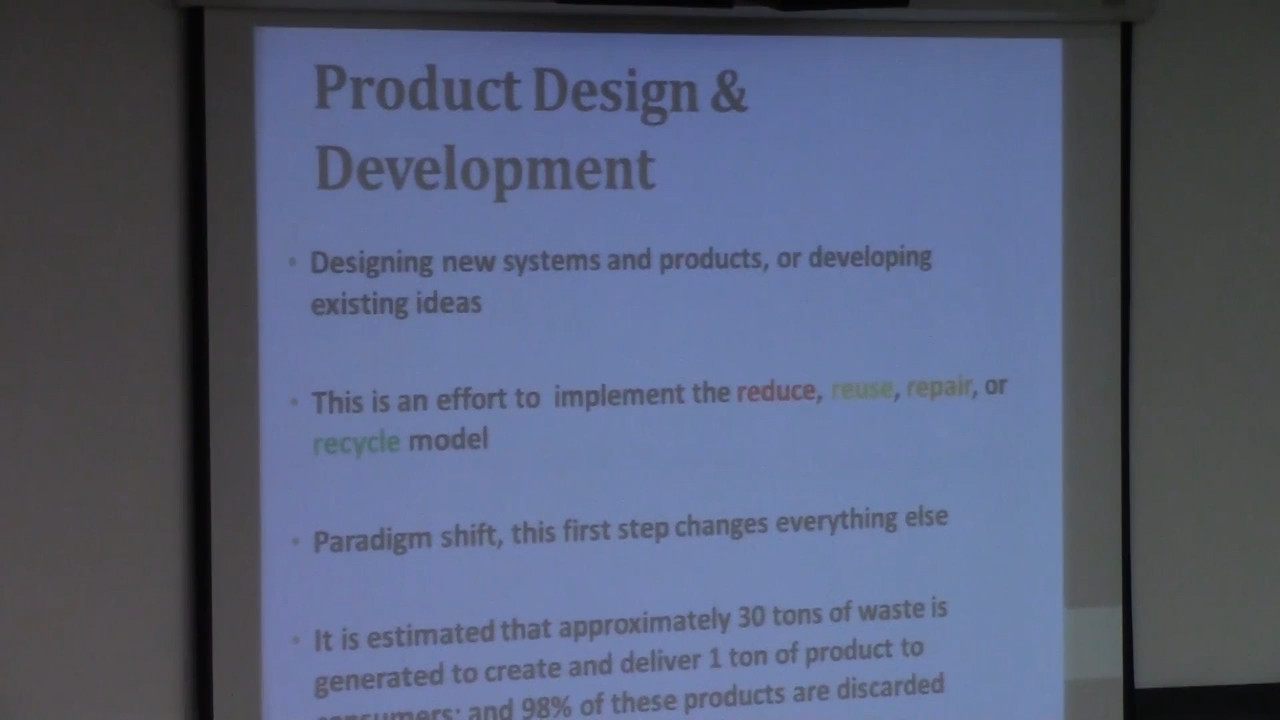 Product Design &
Development
• Designing new systems and products, or developing
existing ideas
• This is an effort to implement the reduce, reuse, repair, or
recycle model
• Paradigm shift, this first step changes everything else
• It is estimated that approximately 30 tons of waste is
generated to create and deliver 1 ton of product to
consumers; and 98% of these products are discarded